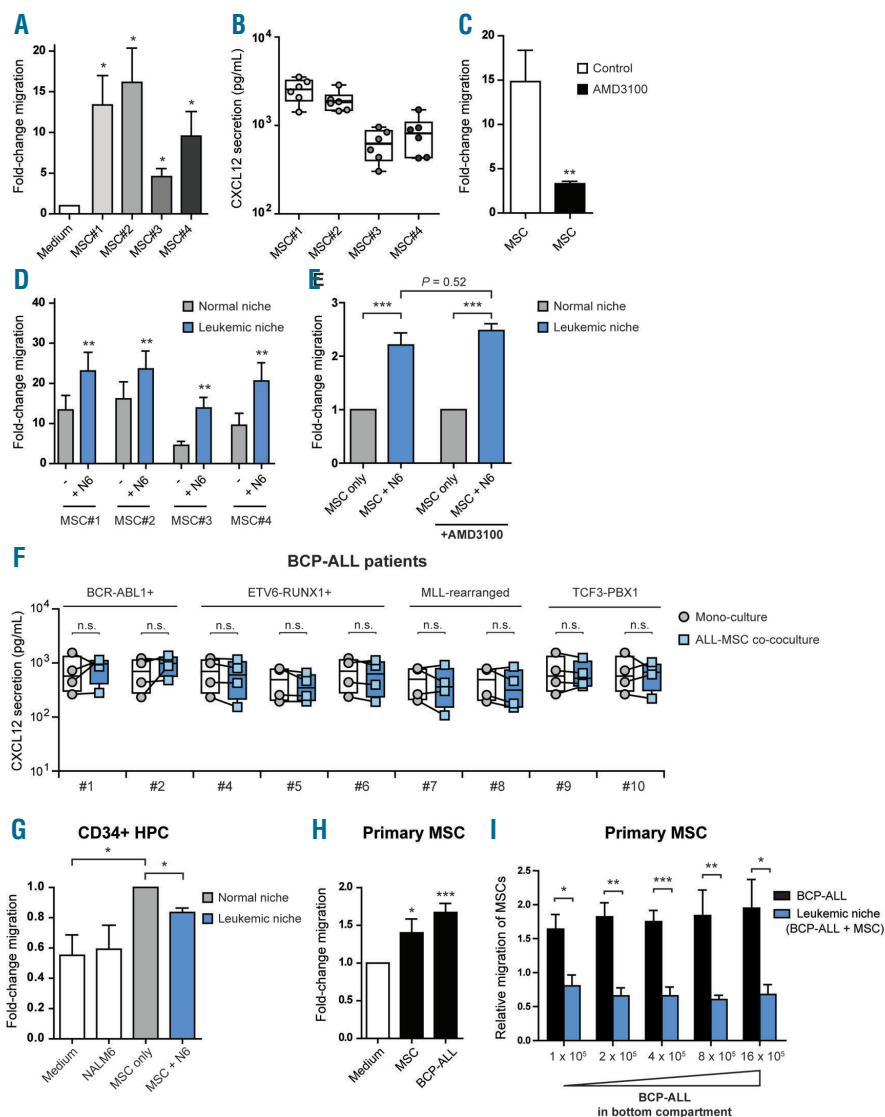 A
Fold-change migration
20
15
10
5
0
*
*
*
*
Medium
MSC#1
MSC#2
MSC#3
MSC#4
B
CXCL12 secretion (pg/mL)
10⁴
10³
10²
MSC#1
MSC#2
MSC#3
MSC#4
C
Fold-change migration
20
15
10
5
0
**
MSC
MSC
Control
AMD3100
D
Fold-change migration
40
30
20
10
0
**
**
**
**
Normal niche
Leukemic niche
- + N6 - + N6 - + N6 - + N6
MSC#1 MSC#2 MSC#3 MSC#4
E
P = 0.52
*** ***
Fold-change migration
3
2
1
0
Normal niche
Leukemic niche
MSC only
MSC + N6
MSC only
MSC + N6
+AMD3100
F
BCP-ALL patients
BCR-ABL1+ ETV6-RUNX1+ MLL-rearranged TCF3-PBX1
n.s. n.s. n.s. n.s. n.s. n.s. n.s. n.s. n.s.
CXCL12 secretion (pg/mL)
10⁴
10³
10²
10¹
Mono-culture
ALL-MSC co-coculture
#1 #2 #4 #5 #6 #7 #8 #9 #10
G
CD34+ HPC
* *
Fold-change migration
1.0
0.8
0.6
0.4
0.2
0.0
Normal niche
Leukemic niche
Medium
NALM6
MSC only
MSC + N6
H
Primary MSC
Fold-change migration
2.0
1.5
1.0
0.5
0.0
*
***
Medium
MSC
BCP-ALL
I
Primary MSC
Relative migration of MSCs
2.5
2.0
1.5
1.0
0.5
0.0
* ** *** ** *
BCP-ALL
Leukemic niche
(BCP-ALL + MSC)
1 x 10⁵ 2 x 10⁵ 4 x 10⁵ 8 x 10⁵ 16 x 10⁵
BCP-ALL
in bottom compartment